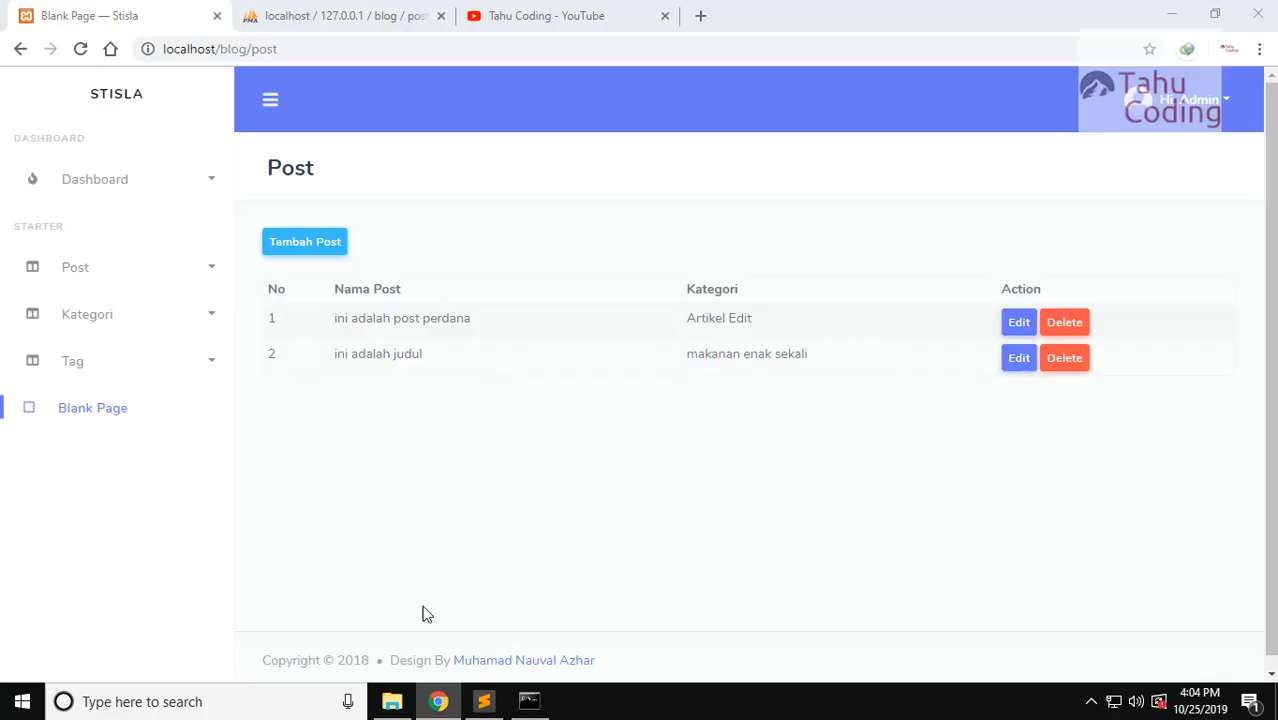 Blank Page — Stisla
localhost / 127.0.0.1 / blog / post
Tahu Coding - YouTube
localhost/blog/post
Tahu Coding
STISLA
Tahu
Coding
Hi, Admin
DASHBOARD
Dashboard
STARTER
Post
Kategori
Tag
Blank Page
Post
Tambah Post
No Nama Post Kategori Action
1 ini adalah post perdana Artikel Edit Edit Delete
2 ini adalah judul makanan enak sekali Edit Delete
Copyright © 2018 • Design By Muhamad Nauval Azhar
Type here to search
4:04 PM
10/25/2019
1